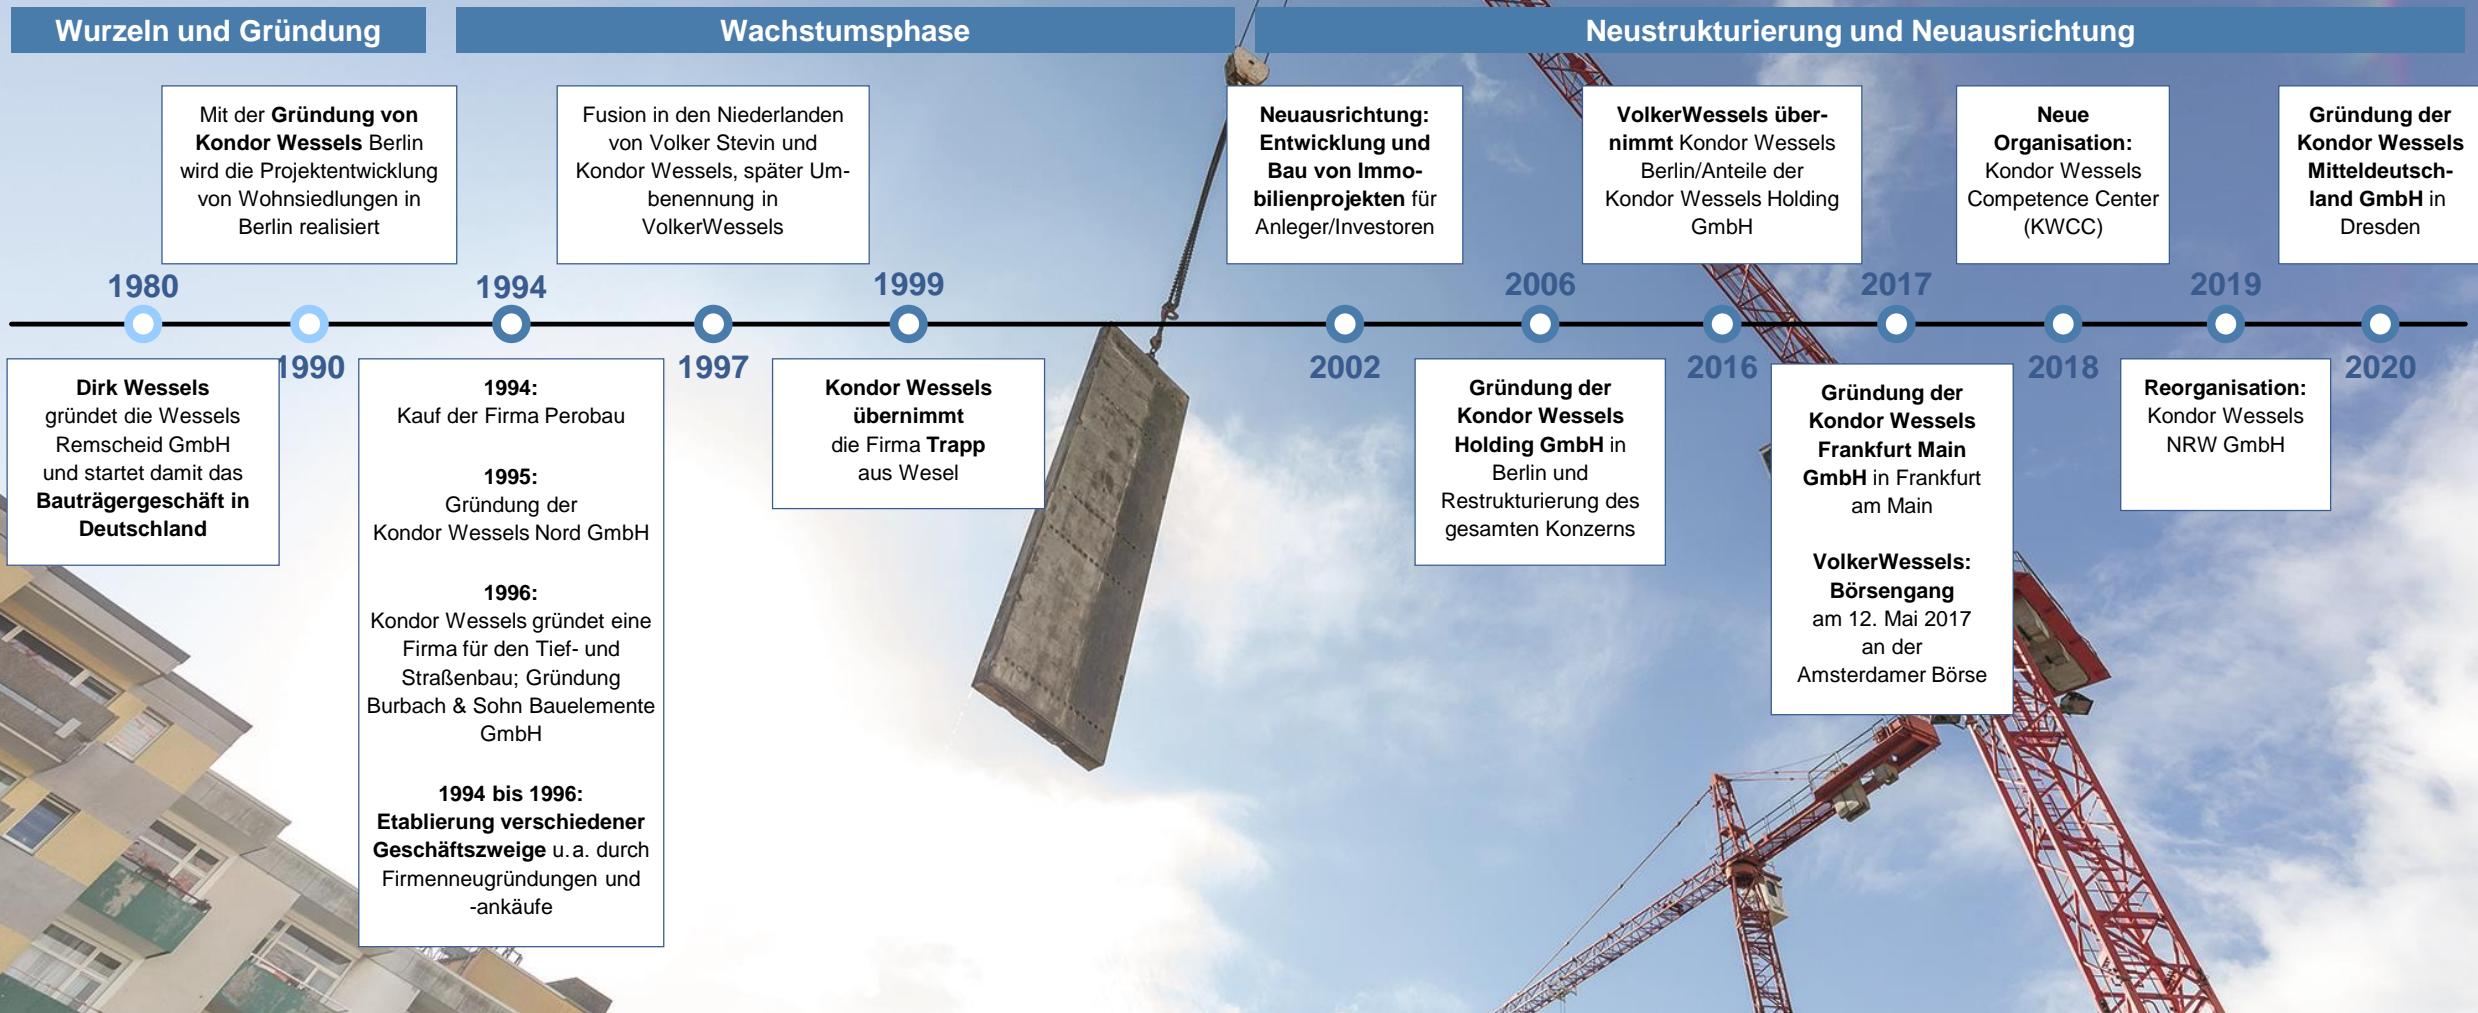 Wurzeln und Gründung
Wachstumsphase
Neustrukturierung und Neuausrichtung
Mit der Gründung von
Kondor Wessels Berlin
wird die Projektentwicklung
von Wohnsiedlungen in
Berlin realisiert
Fusion in den Niederlanden
von Volker Stevin und
Kondor Wessels, später Um-
benennung in
VolkerWessels
Neuausrichtung:
Entwicklung und
Bau von Immo-
bilienprojekten für
Anleger/Investoren
VolkerWessels über-
nimmt Kondor Wessels
Berlin/Anteile der
Kondor Wessels Holding
GmbH
Neue
Organisation:
Kondor Wessels
Competence Center
(KWCC)
Gründung der
Kondor Wessels
Mitteldeutsch-
land GmbH in
Dresden
1980
1994
1999
2006
2017
2019
1990
1997
2002
2016
2018
2020
Dirk Wessels
gründet die Wessels
Remscheid GmbH
und startet damit das
Bauträgergeschäft in
Deutschland
1994:
Kauf der Firma Perobau
1995:
Gründung der
Kondor Wessels Nord GmbH
1996:
Kondor Wessels gründet eine
Firma für den Tief- und
Straßenbau; Gründung
Burbach & Sohn Bauelemente
GmbH
1994 bis 1996:
Etablierung verschiedener
Geschäftszweige u.a. durch
Firmenneugründungen und
-ankäufe
Kondor Wessels
übernimmt
die Firma Trapp
aus Wesel
Gründung der
Kondor Wessels
Holding GmbH in
Berlin und
Restrukturierung des
gesamten Konzerns
Gründung der
Kondor Wessels
Frankfurt Main
GmbH in Frankfurt
am Main
VolkerWessels:
Börsengang
am 12. Mai 2017
an der
Amsterdamer Börse
Reorganisation:
Kondor Wessels
NRW GmbH